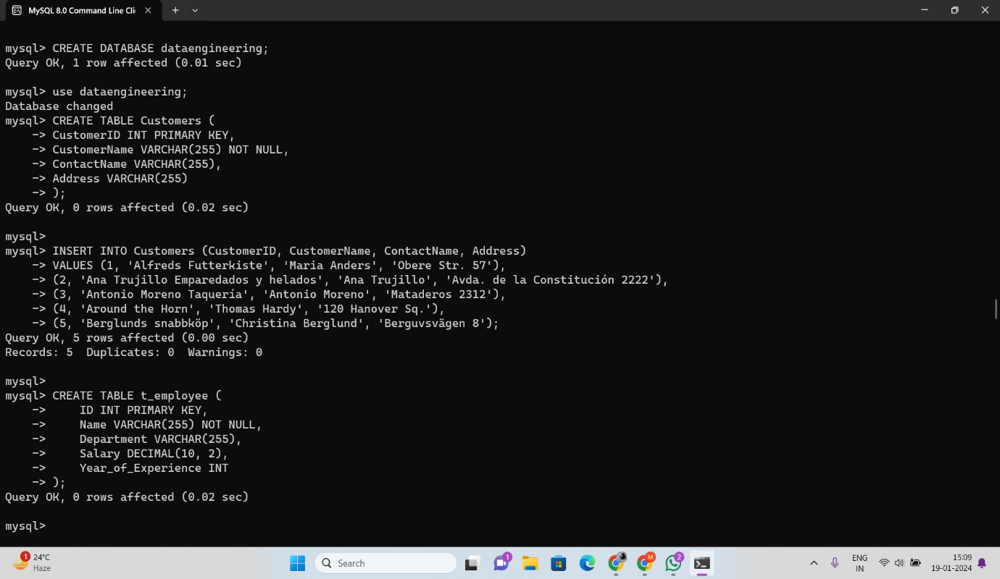 MySQL 8.0 Command Line Cli
mysql> CREATE DATABASE dataengineering;
Query OK, 1 row affected (0.01 sec)
mysql> use dataengineering;
Database changed
mysql> CREATE TABLE Customers (
    -> CustomerID INT PRIMARY KEY,
    -> CustomerName VARCHAR(255) NOT NULL,
    -> ContactName VARCHAR(255),
    -> Address VARCHAR(255)
    -> );
Query OK, 0 rows affected (0.02 sec)
mysql>
mysql> INSERT INTO Customers (CustomerID, CustomerName, ContactName, Address)
    -> VALUES (1, 'Alfreds Futterkiste', 'Maria Anders', 'Obere Str. 57'),
    -> (2, 'Ana Trujillo Emparedados y helados', 'Ana Trujillo', 'Avda. de la Constitución 2222'),
    -> (3, 'Antonio Moreno Taquería', 'Antonio Moreno', 'Mataderos 2312'),
    -> (4, 'Around the Horn', 'Thomas Hardy', '120 Hanover Sq.'),
    -> (5, 'Berglunds snabbköp', 'Christina Berglund', 'Berguvsvägen 8');
Query OK, 5 rows affected (0.00 sec)
Records: 5  Duplicates: 0  Warnings: 0
mysql>
mysql> CREATE TABLE t_employee (
    ->     ID INT PRIMARY KEY,
    ->     Name VARCHAR(255) NOT NULL,
    ->     Department VARCHAR(255),
    ->     Salary DECIMAL(10, 2),
    ->     Year_of_Experience INT
    -> );
Query OK, 0 rows affected (0.02 sec)
mysql>
1
24°C
Haze
Search
1
M
2
ENG
IN
15:09
19-01-2024